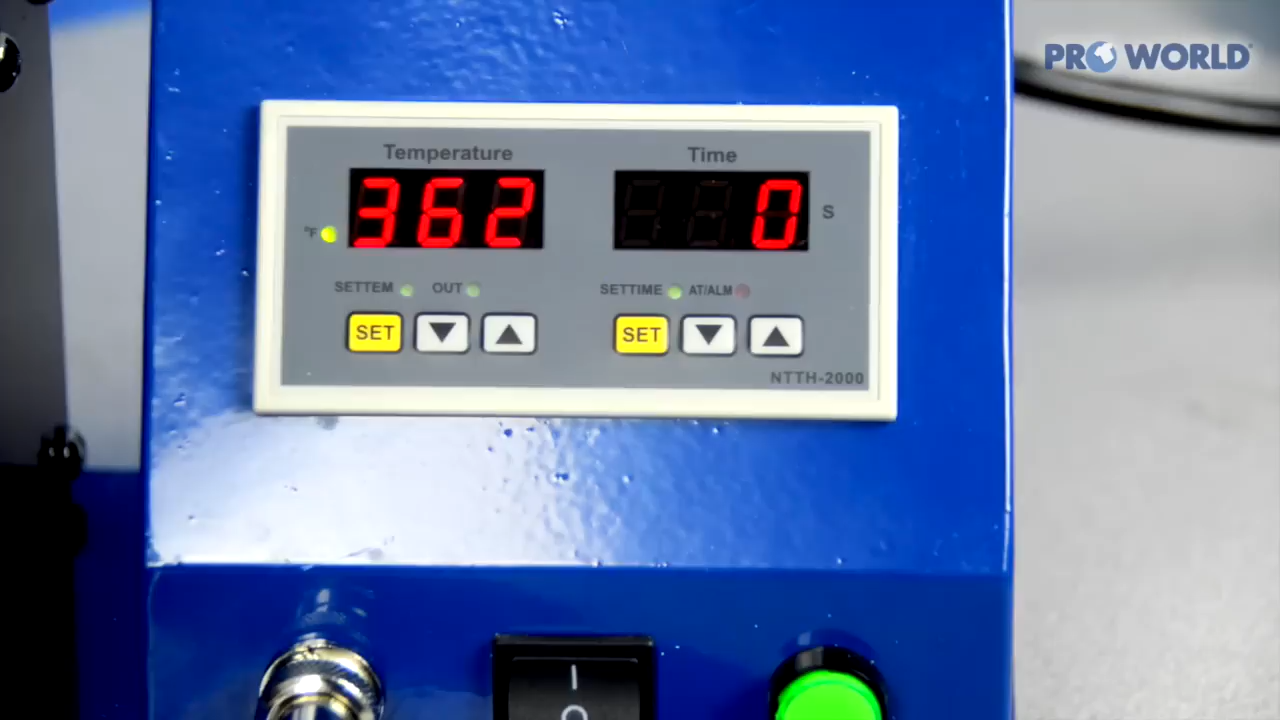 PRO WORLD
Temperature
Time
362
0
S
°F
SETTEM
OUT
SETTIME
AT/ALM
SET
SET
NTTH-2000